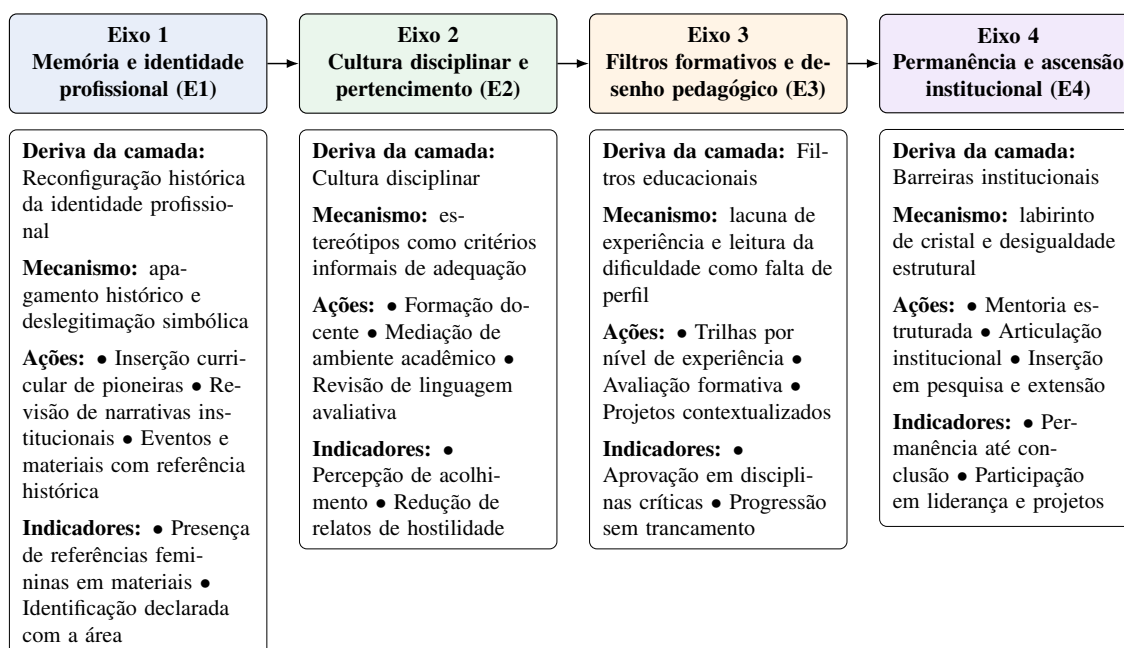 Eixo 1
Memória e identidade
profissional (E1)
Eixo 2
Cultura disciplinar e
pertencimento (E2)
Eixo 3
Filtros formativos e de-
senho pedagógico (E3)
Eixo 4
Permanência e ascensão
institucional (E4)
Deriva da camada:
Reconfiguração histórica
da identidade profissio-
nal
Mecanismo: apa-
gamento histórico e
deslegitimação simbólica
Ações: • Inserção curri-
cular de pioneiras • Re-
visão de narrativas ins-
titucionais • Eventos e
materiais com referência
histórica
Indicadores: • Presença
de referências femi-
ninas em materiais •
Identificação declarada
com a área
Deriva da camada:
Cultura disciplinar
Mecanismo: es-
tereótipos como critérios
informais de adequação
Ações: • Formação do-
cente • Mediação de
ambiente acadêmico •
Revisão de linguagem
avaliativa
Indicadores: •
Percepção de acolhi-
mento • Redução de
relatos de hostilidade
Deriva da camada: Fil-
tros educacionais
Mecanismo: lacuna de
experiência e leitura da
dificuldade como falta de
perfil
Ações: • Trilhas por
nível de experiência •
Avaliação formativa •
Projetos contextualizados
Indicadores: •
Aprovação em discipli-
nas críticas • Progressão
sem trancamento
Deriva da camada:
Barreiras institucionais
Mecanismo: labirinto
de cristal e desigualdade
estrutural
Ações: • Mentoria es-
truturada • Articulação
institucional • Inserção
em pesquisa e extensão
Indicadores: • Per-
manência até con-
clusão • Participação
em liderança e projetos